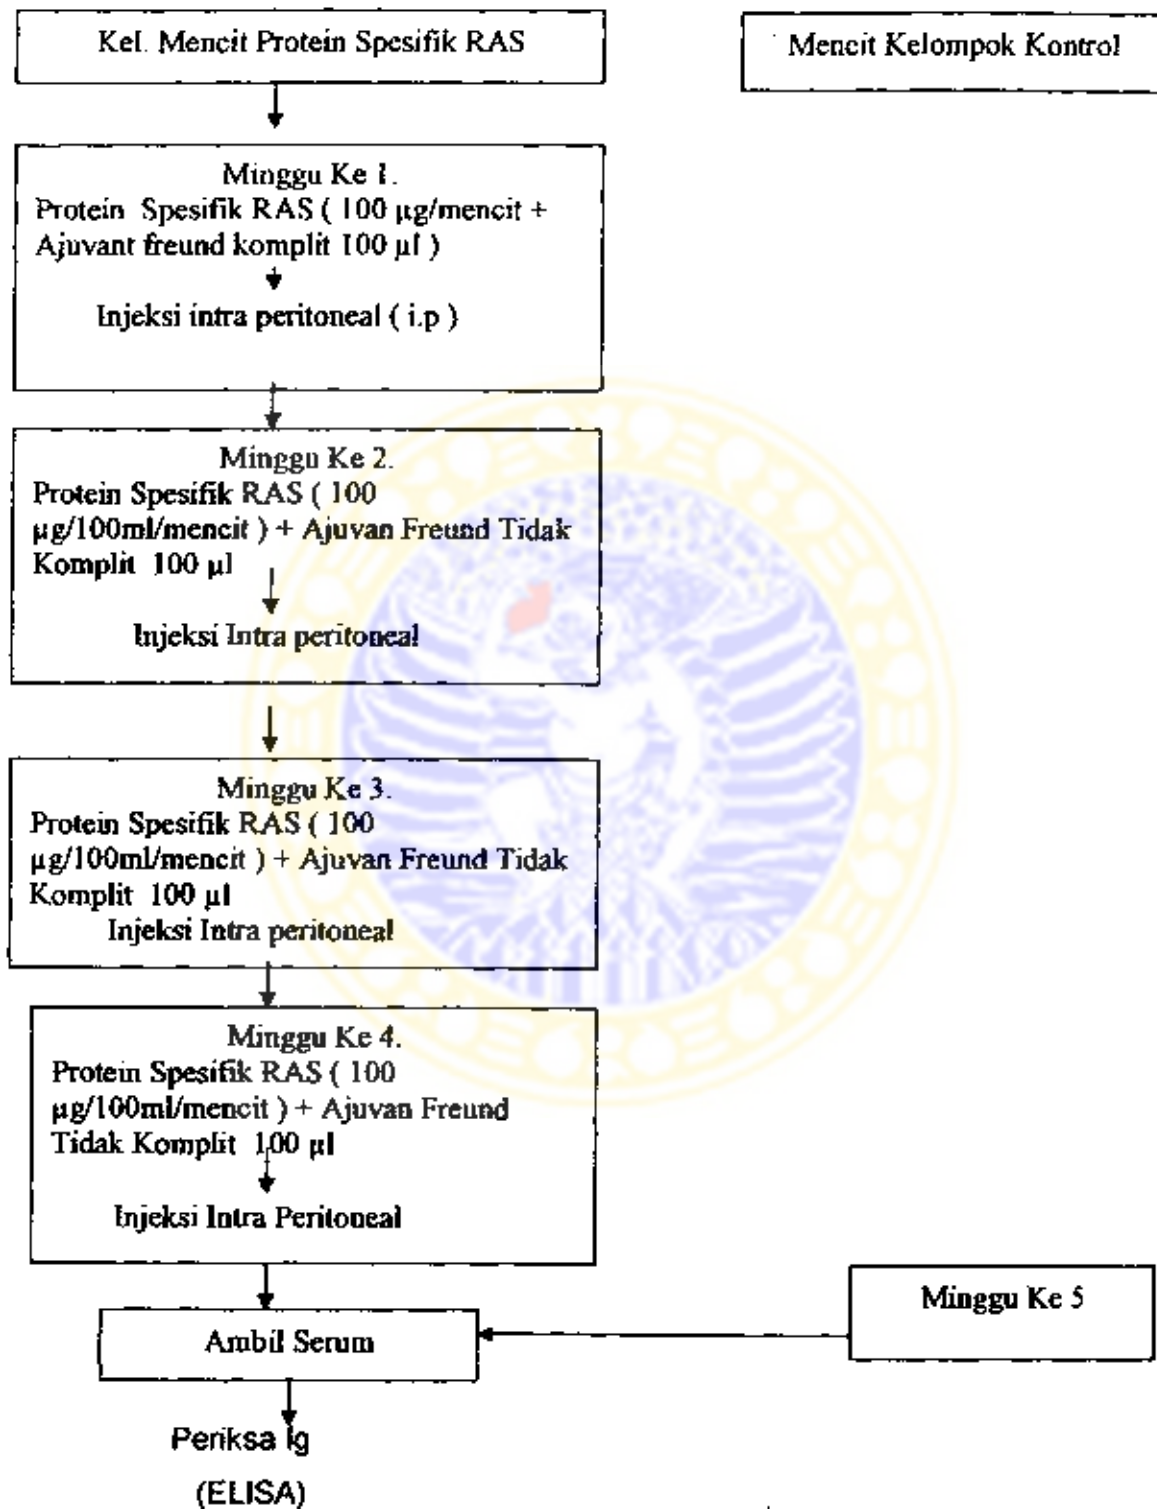 Kel. Mencit Protein Spesifik RAS
Mencit Kelompok Kontrol
Minggu Ke 1.
Protein Spesifik RAS ( 100 µg/mencit +
Ajuvant freund komplit 100 µl )
Injeksi intra peritoneal ( i.p )
Minggu Ke 2.
Protein Spesifik RAS ( 100
µg/100ml/mencit ) + Ajuvan Freund Tidak
Komplit 100 µl
Injeksi Intra peritoneal
Minggu Ke 3.
Protein Spesifik RAS ( 100
µg/100ml/mencit ) + Ajuvan Freund Tidak
Komplit 100 µl
Injeksi Intra peritoneal
Minggu Ke 4.
Protein Spesifik RAS ( 100
µg/100ml/mencit ) + Ajuvan Freund
Tidak Komplit 100 µl
Injeksi Intra Peritoneal
Minggu Ke 5
Ambil Serum
Periksa Ig
(ELISA)